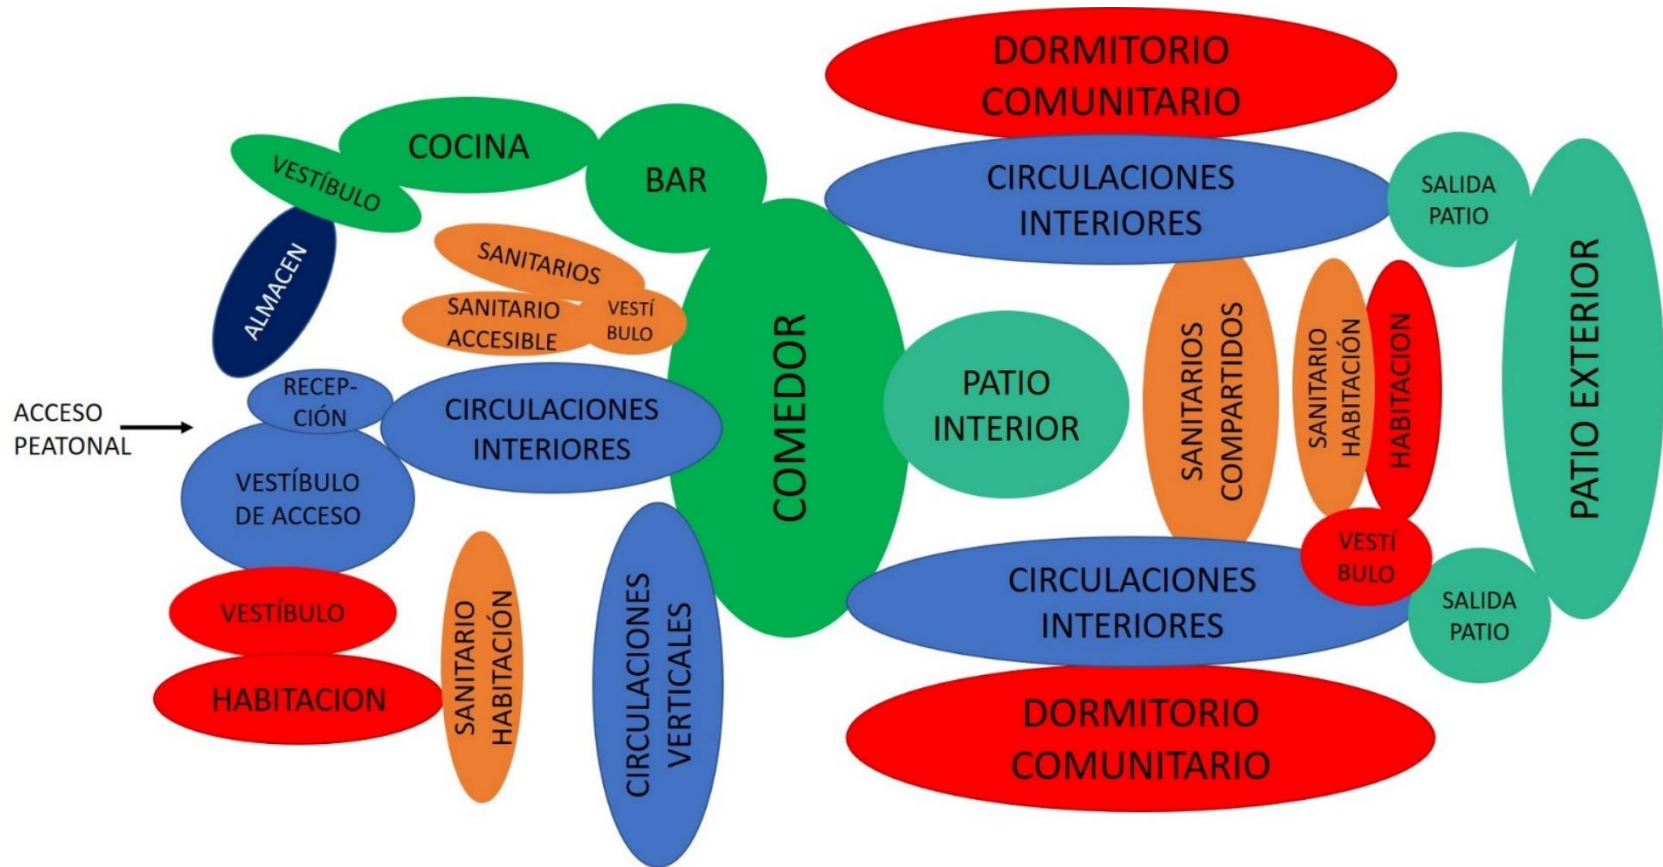 DORMITORIO
COMUNITARIO
COCINA
BAR
VESTÍBULO
CIRCULACIONES
INTERIORES
SALIDA
PATIO
ALMACEN
SANITARIOS
SANITARIO
ACCESIBLE
VESTÍ
BULO
COMEDOR
PATIO
INTERIOR
SANITARIOS
COMPARTIDOS
SANITARIO
HABITACIÓN
HABITACION
PATIO EXTERIOR
ACCESO
PEATONAL
RECEP-
CIÓN
CIRCULACIONES
INTERIORES
VESTÍBULO
DE ACCESO
VESTÍBULO
HABITACION
SANITARIO
HABITACIÓN
CIRCULACIONES
VERTICALES
CIRCULACIONES
INTERIORES
VESTÍ
BULO
SALIDA
PATIO
DORMITORIO
COMUNITARIO